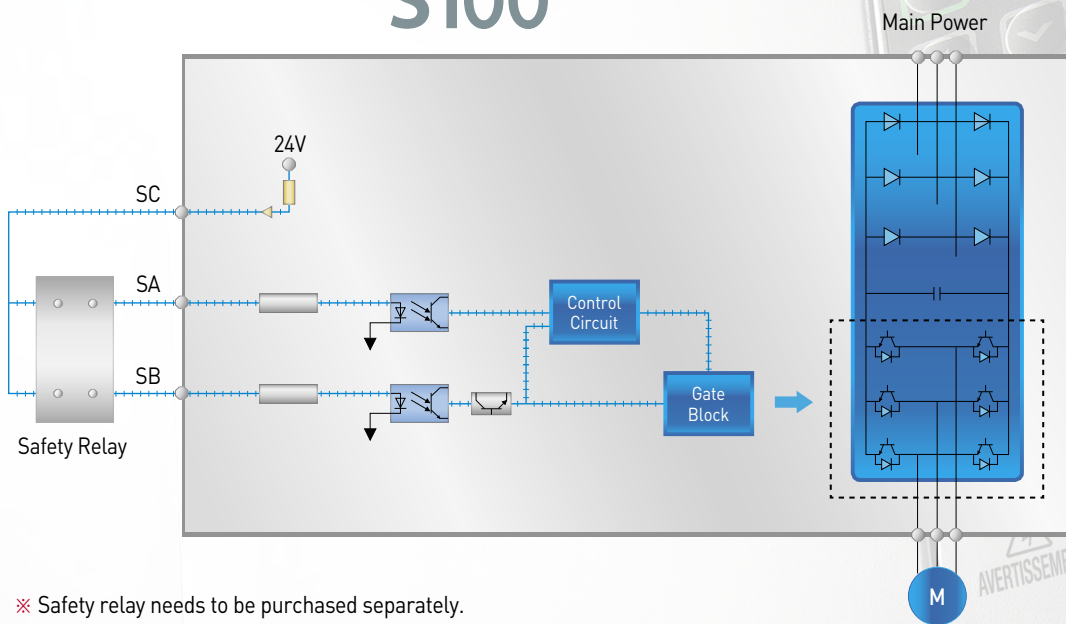 S100
Main Power
24V
SC
SA
SB
Control
Circuit
Gate
Block
Safety Relay
M
AVERTISSEME
※ Safety relay needs to be purchased separately.